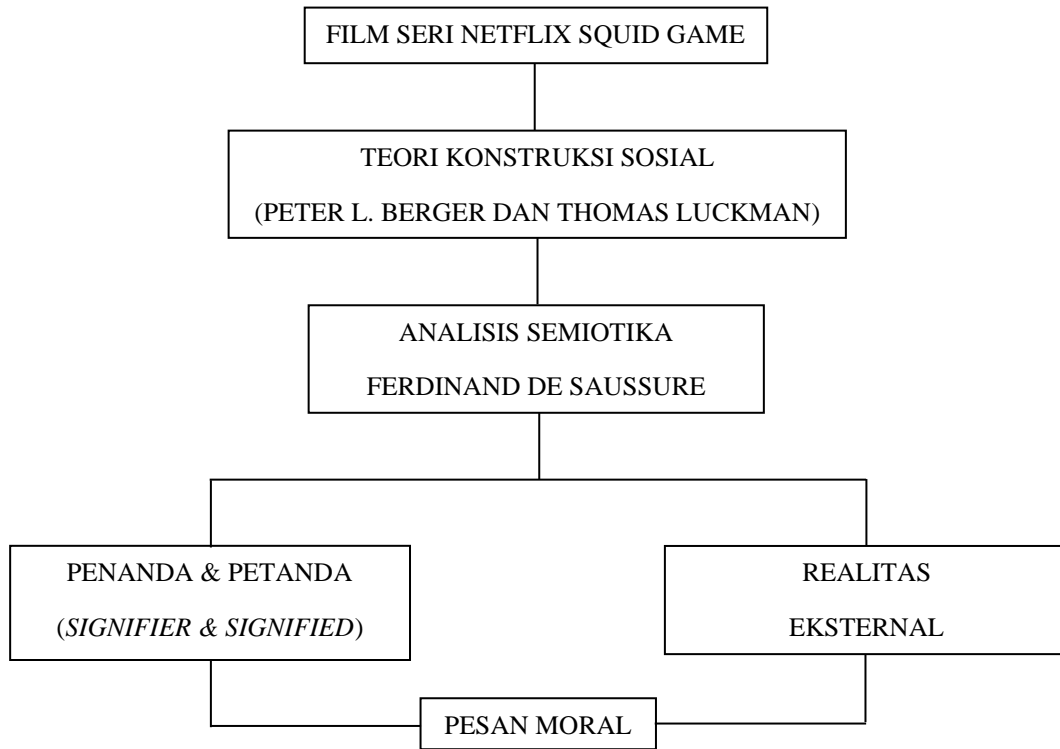 FILM SERI NETFLIX SQUID GAME
TEORI KONSTRUKSI SOSIAL
(PETER L. BERGER DAN THOMAS LUCKMAN)
ANALISIS SEMIOTIKA
FERDINAND DE SAUSSURE
PENANDA & PETANDA
(SIGNIFIER & SIGNIFIED)
REALITAS
EKSTERNAL
PESAN MORAL